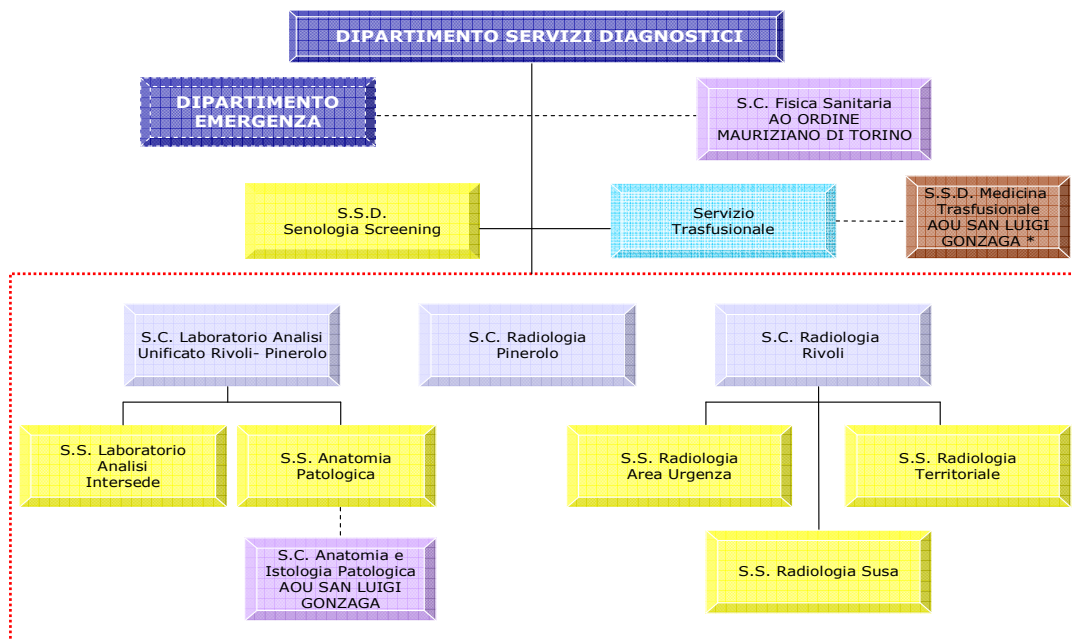 DIPARTIMENTO SERVIZI DIAGNOSTICI
DIPARTIMENTO
EMERGENZA
S.C. Fisica Sanitaria
AO ORDINE
MAURIZIANO DI TORINO
S.S.D.
Senologia Screening
Servizio
Trasfusionale
S.S.D. Medicina
Trasfusionale
AOU SAN LUIGI
GONZAGA *
S.C. Laboratorio Analisi
Unificato Rivoli- Pinerolo
S.C. Radiologia
Pinerolo
S.C. Radiologia
Rivoli
S.S. Laboratorio
Analisi
Intersede
S.S. Anatomia
Patologica
S.S. Radiologia
Area Urgenza
S.S. Radiologia
Territoriale
S.C. Anatomia e
Istologia Patologica
AOU SAN LUIGI
GONZAGA
S.S. Radiologia Susa